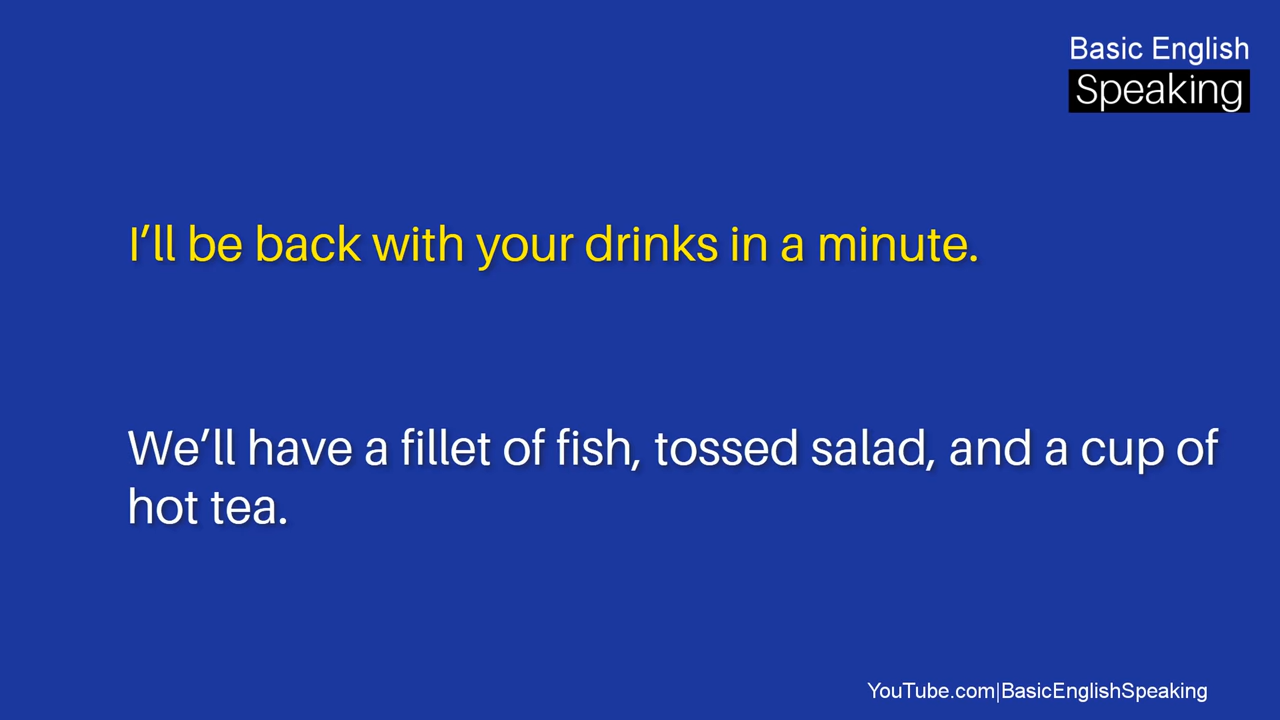 Basic English
Speaking
I’ll be back with your drinks in a minute.
We’ll have a fillet of fish, tossed salad, and a cup of
hot tea.
YouTube.com|BasicEnglishSpeaking